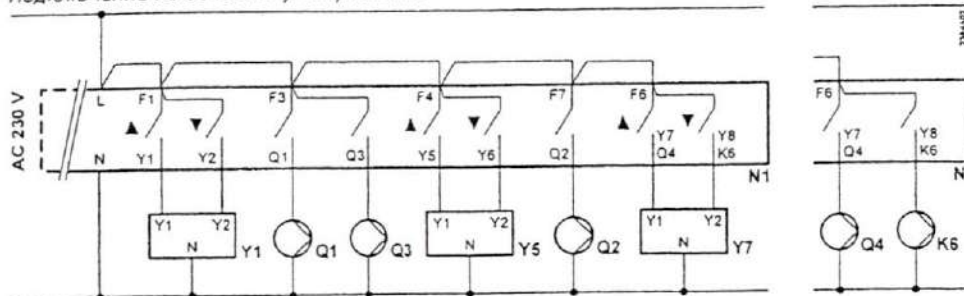 AC 230 V
L F1 F3 F4 F7 F6 F6
Y7 Y8 Y7 Y8
N Y1 Y2 Q1 Q3 Y5 Y6 Q2 Q4 K6 Q4 K6
N1 N
Y1 Y2 Y1 Y2 Y1 Y2
N Y1 Q1 Q3 N Y5 Q2 N Y7 Q4 K6